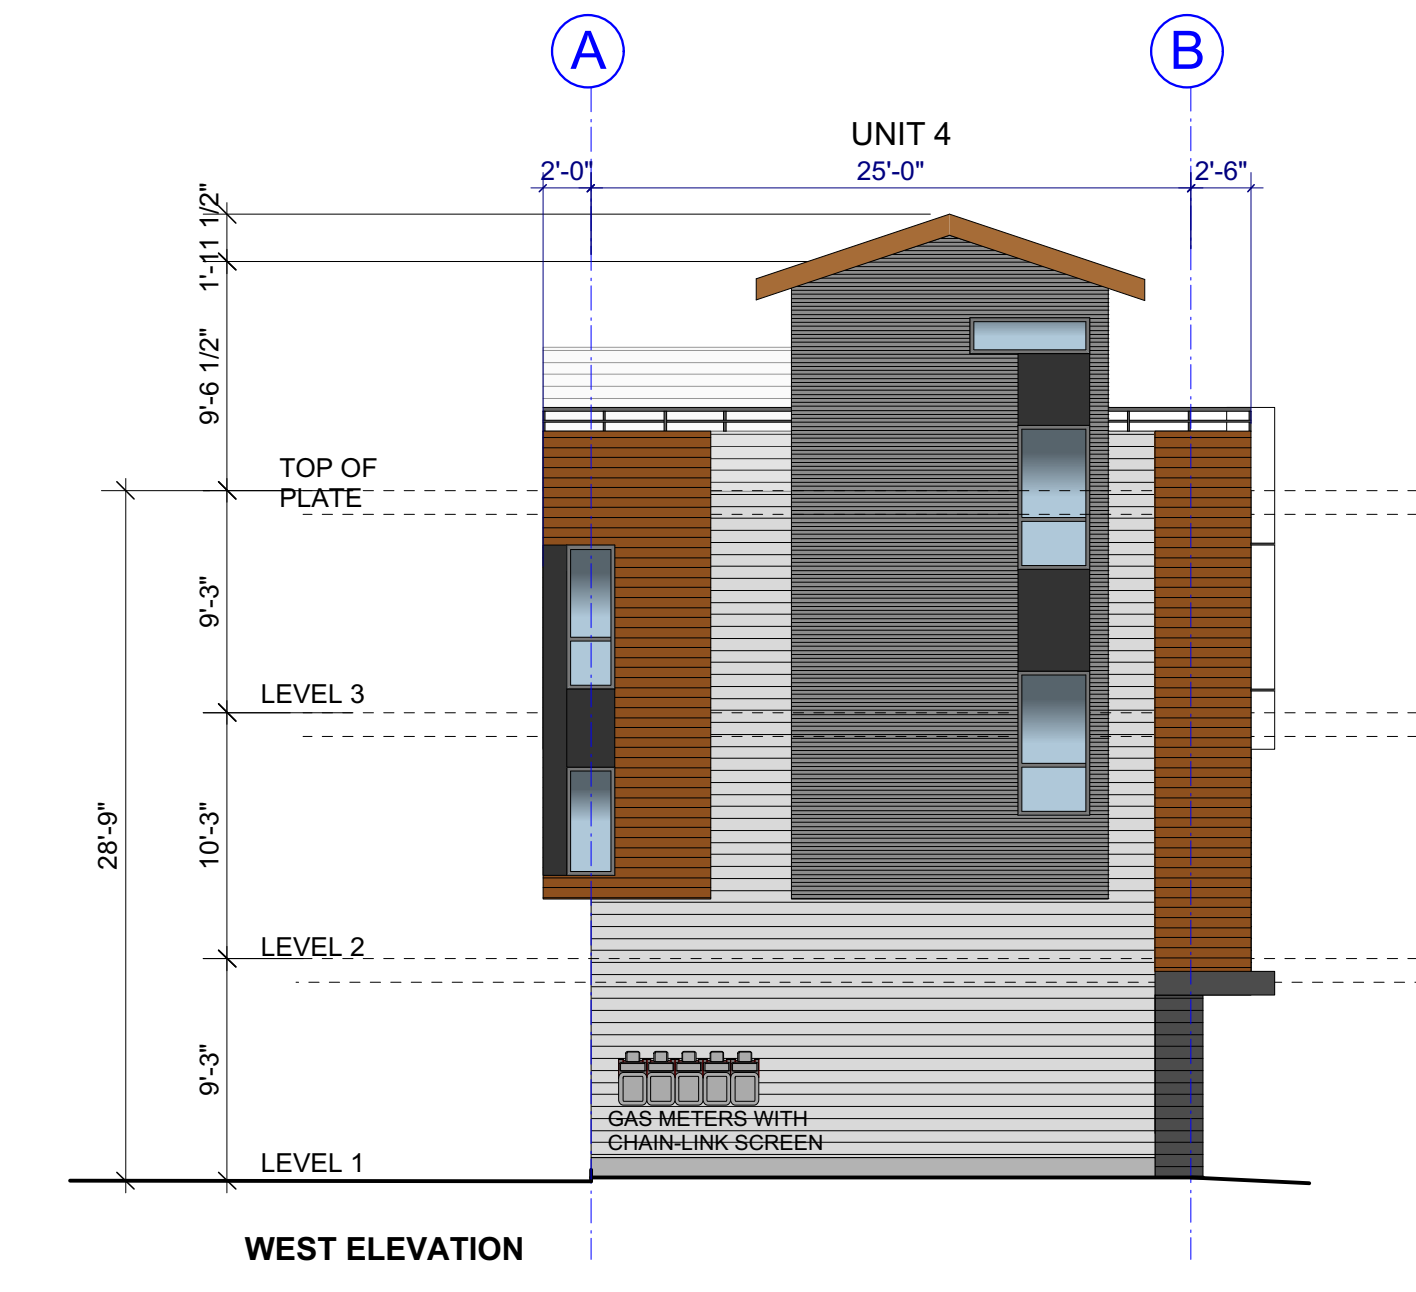 A
B
UNIT 4
2'-0"
25'-0"
2'-6"
1'-11 1/2"
9'-6 1/2"
TOP OF
PLATE
9'-3"
LEVEL 3
28'-9"
10'-3"
LEVEL 2
9'-3"
GAS METERS WITH
CHAIN-LINK SCREEN
LEVEL 1
WEST ELEVATION